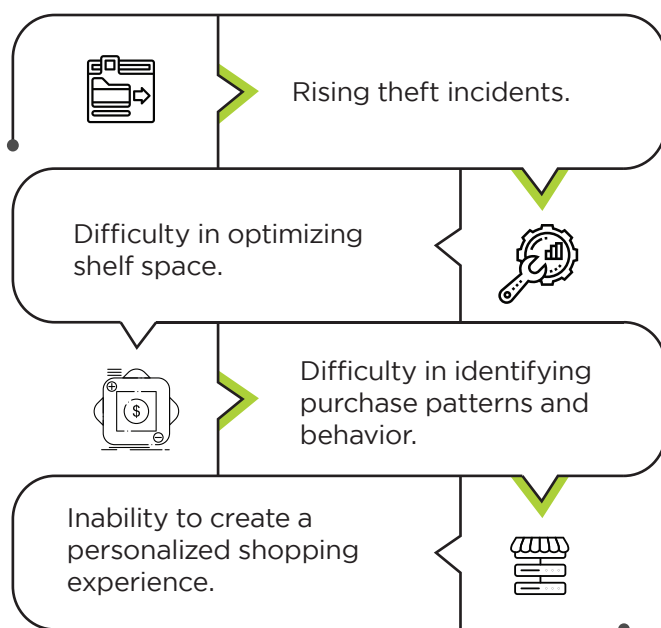 Rising theft incidents.
Difficulty in optimizing
shelf space.
$
Difficulty in identifying
purchase patterns and
behavior.
Inability to create a
personalized shopping
experience.